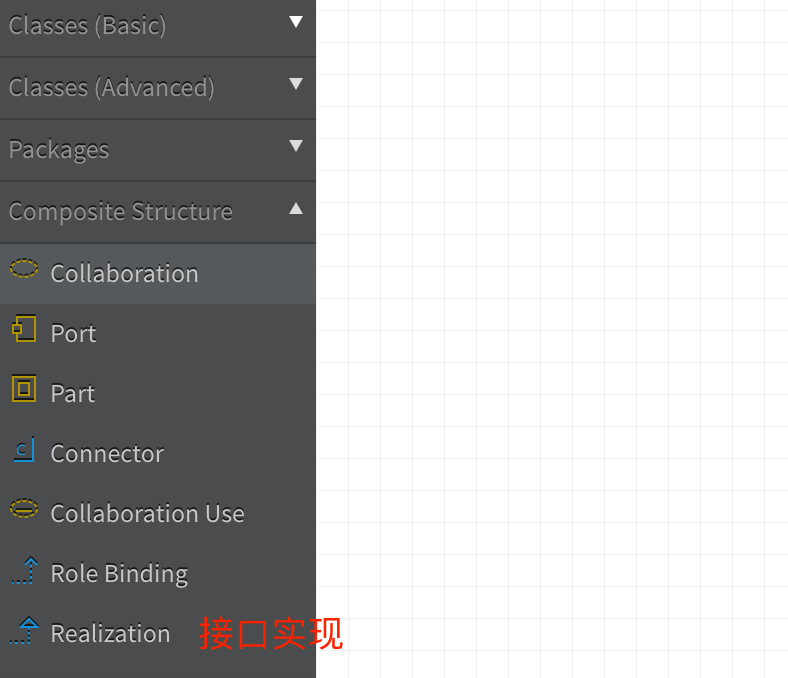 Classes (Basic)
Classes (Advanced)
Packages
Composite Structure
Collaboration
Port
Part
Connector
Collaboration Use
Role Binding
Realization 接口实现